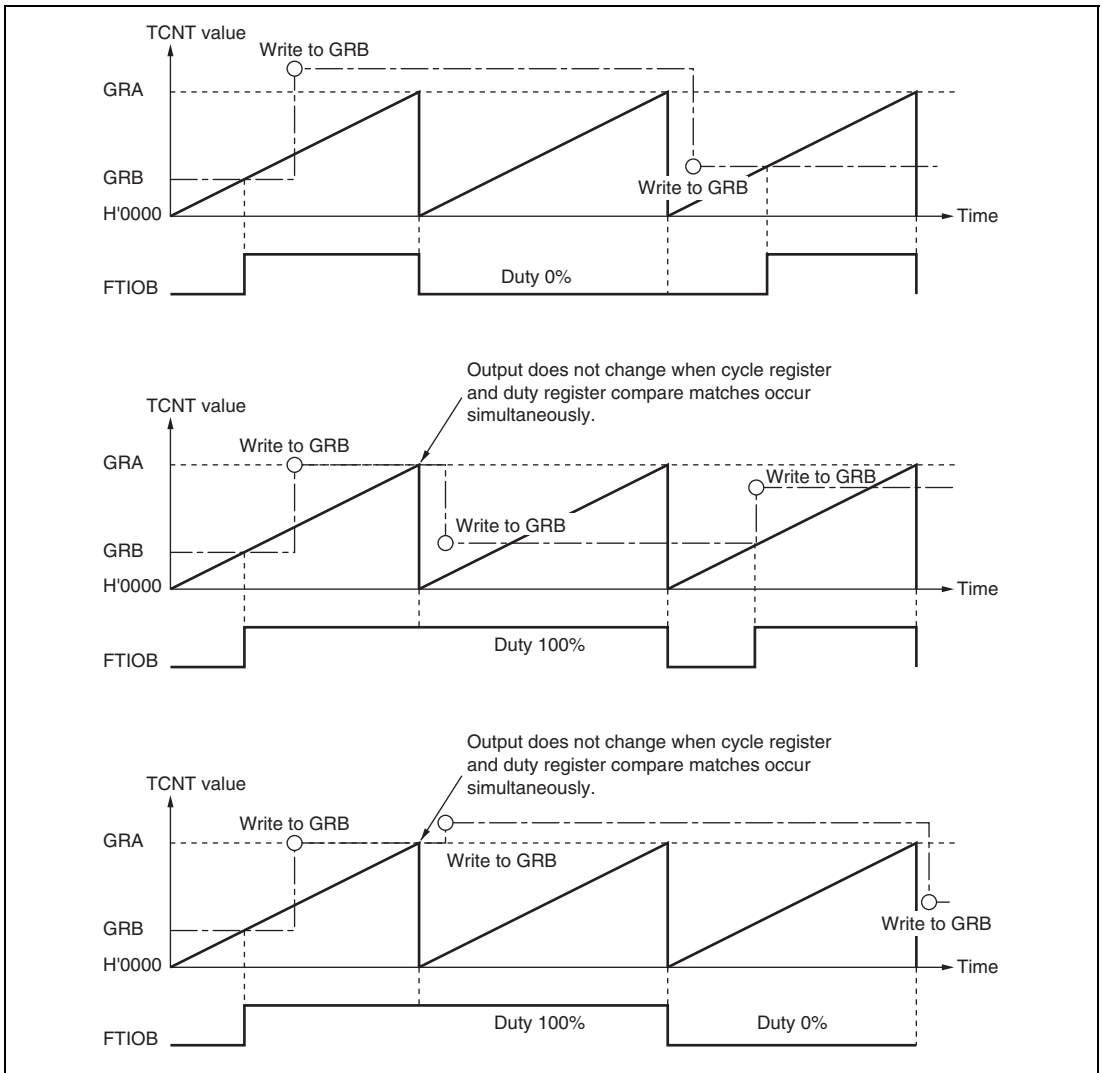 TCNT value
Write to GRB
GRA
GRB
Write to GRB
H'0000
Time
FTIOB
Duty 0%
Output does not change when cycle register
and duty register compare matches occur
simultaneously.
TCNT value
Write to GRB
GRA
Write to GRB
Write to GRB
GRB
H'0000
Time
FTIOB
Duty 100%
Output does not change when cycle register
and duty register compare matches occur
simultaneously.
TCNT value
Write to GRB
GRA
Write to GRB
GRB
Write to GRB
H'0000
Time
FTIOB
Duty 100%
Duty 0%